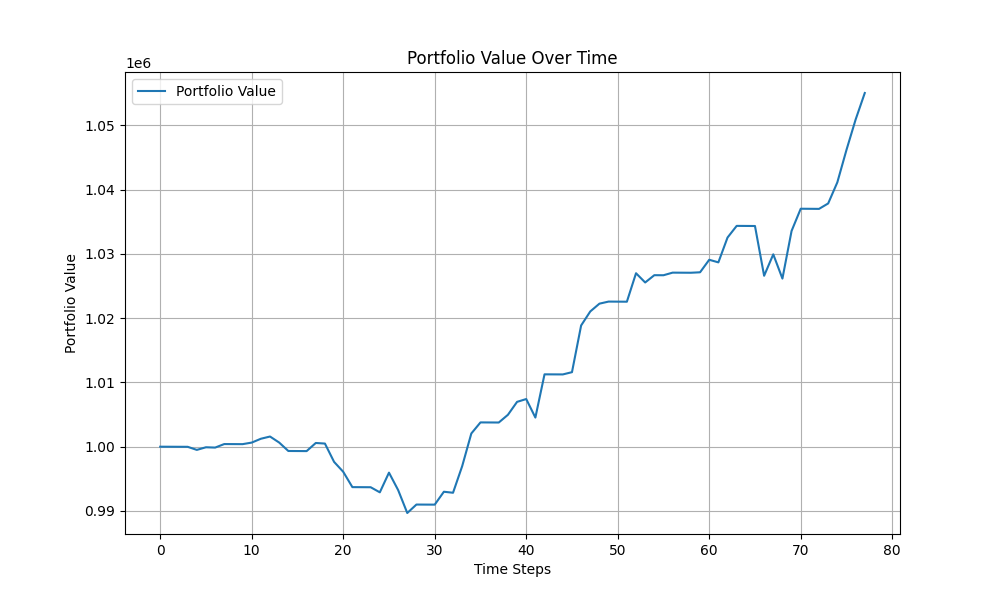 Portfolio Value Over Time
1e6
Portfolio Value
1.05
1.04
1.03
1.02
1.01
1.00
0.99
Portfolio Value
0 10 20 30 40 50 60 70 80
Time Steps